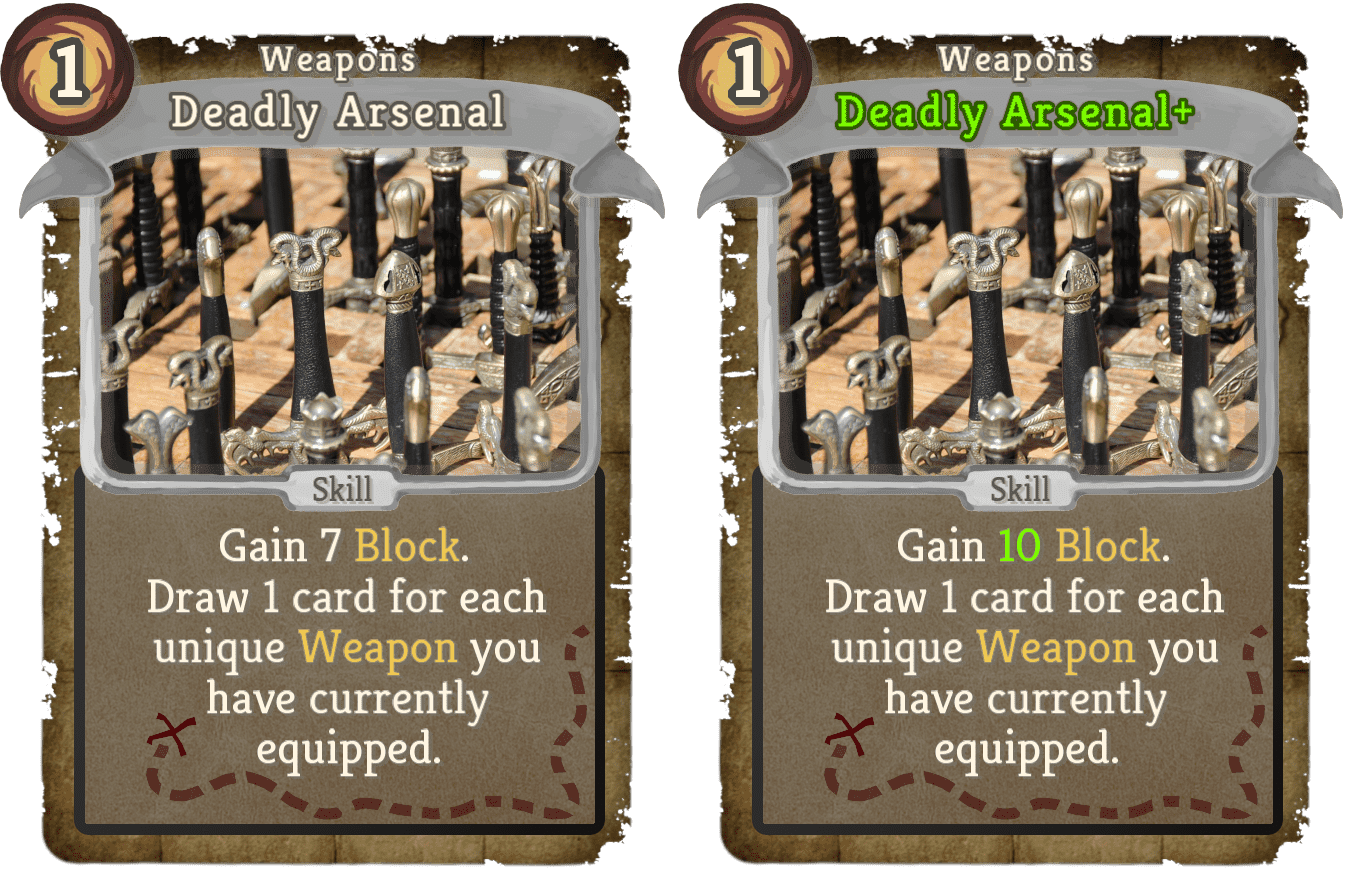 1
Weapons
Deadly Arsenal
Skill
Gain 7 Block.
Draw 1 card for each
unique Weapon you
have currently
equipped.
1
Weapons
Deadly Arsenal+
Skill
Gain 10 Block.
Draw 1 card for each
unique Weapon you
have currently
equipped.